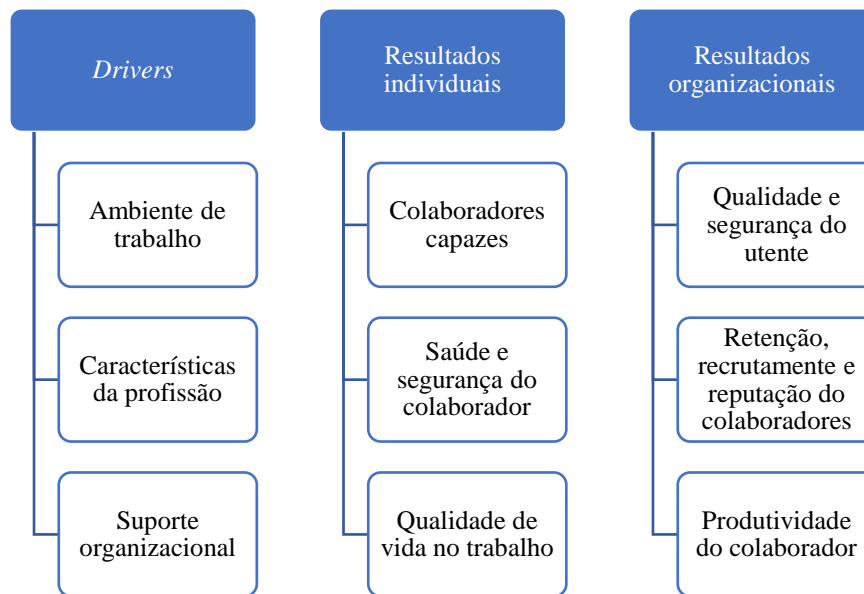 Drivers
Ambiente de
trabalho
Características
da profissão
Suporte
organizacional
Resultados
individuais
Colaboradores
capazes
Saúde e
segurança do
colaborador
Qualidade de
vida no trabalho
Resultados
organizacionais
Qualidade e
segurança do
utente
Retenção,
recrutamente e
reputação do
colaboradores
Produtividade
do colaborador